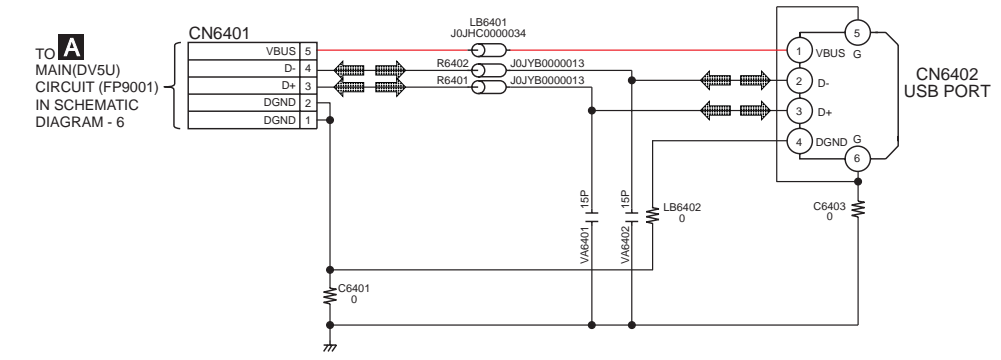 LB6401
J0JHC0000034
CN6401
TO A
MAIN(DV5U)
CIRCUIT (FP9001)
IN SCHEMATIC
DIAGRAM - 6
VBUS 5
D- 4
D+ 3
DGND 2
DGND 1
R6402 J0JYB0000013
R6401 J0JYB0000013
5
G
1 VBUS
2 D-
3 D+
4 DGND
G
6
CN6402
USB PORT
15P
VA6401
15P
VA6402
LB6402
0
C6403
0
C6401
0